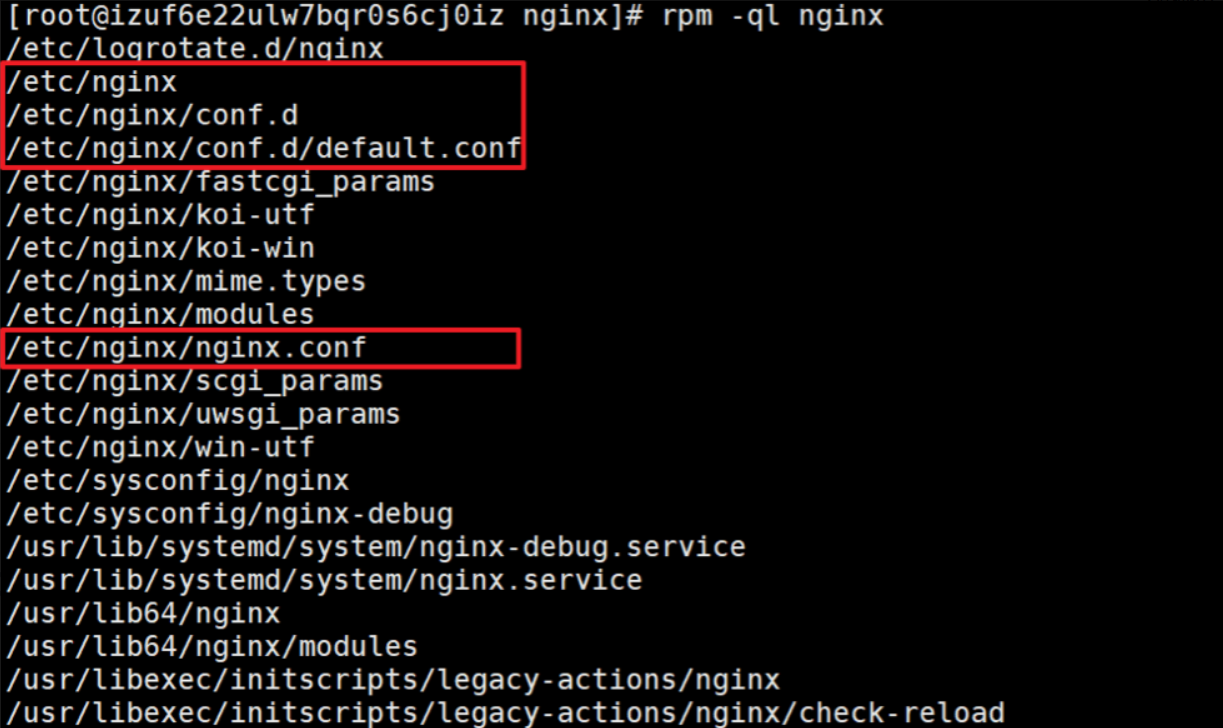 [root@izuf6e22ulw7bqr0s6cj0iz nginx]# rpm -ql nginx
/etc/logrotate.d/nginx
/etc/nginx
/etc/nginx/conf.d
/etc/nginx/conf.d/default.conf
/etc/nginx/fastcgi_params
/etc/nginx/koi-utf
/etc/nginx/koi-win
/etc/nginx/mime.types
/etc/nginx/modules
/etc/nginx/nginx.conf
/etc/nginx/scgi_params
/etc/nginx/uwsgi_params
/etc/nginx/win-utf
/etc/sysconfig/nginx
/etc/sysconfig/nginx-debug
/usr/lib/systemd/system/nginx-debug.service
/usr/lib/systemd/system/nginx.service
/usr/lib64/nginx
/usr/lib64/nginx/modules
/usr/libexec/initscripts/legacy-actions/nginx
/usr/libexec/initscripts/legacy-actions/nginx/check-reload